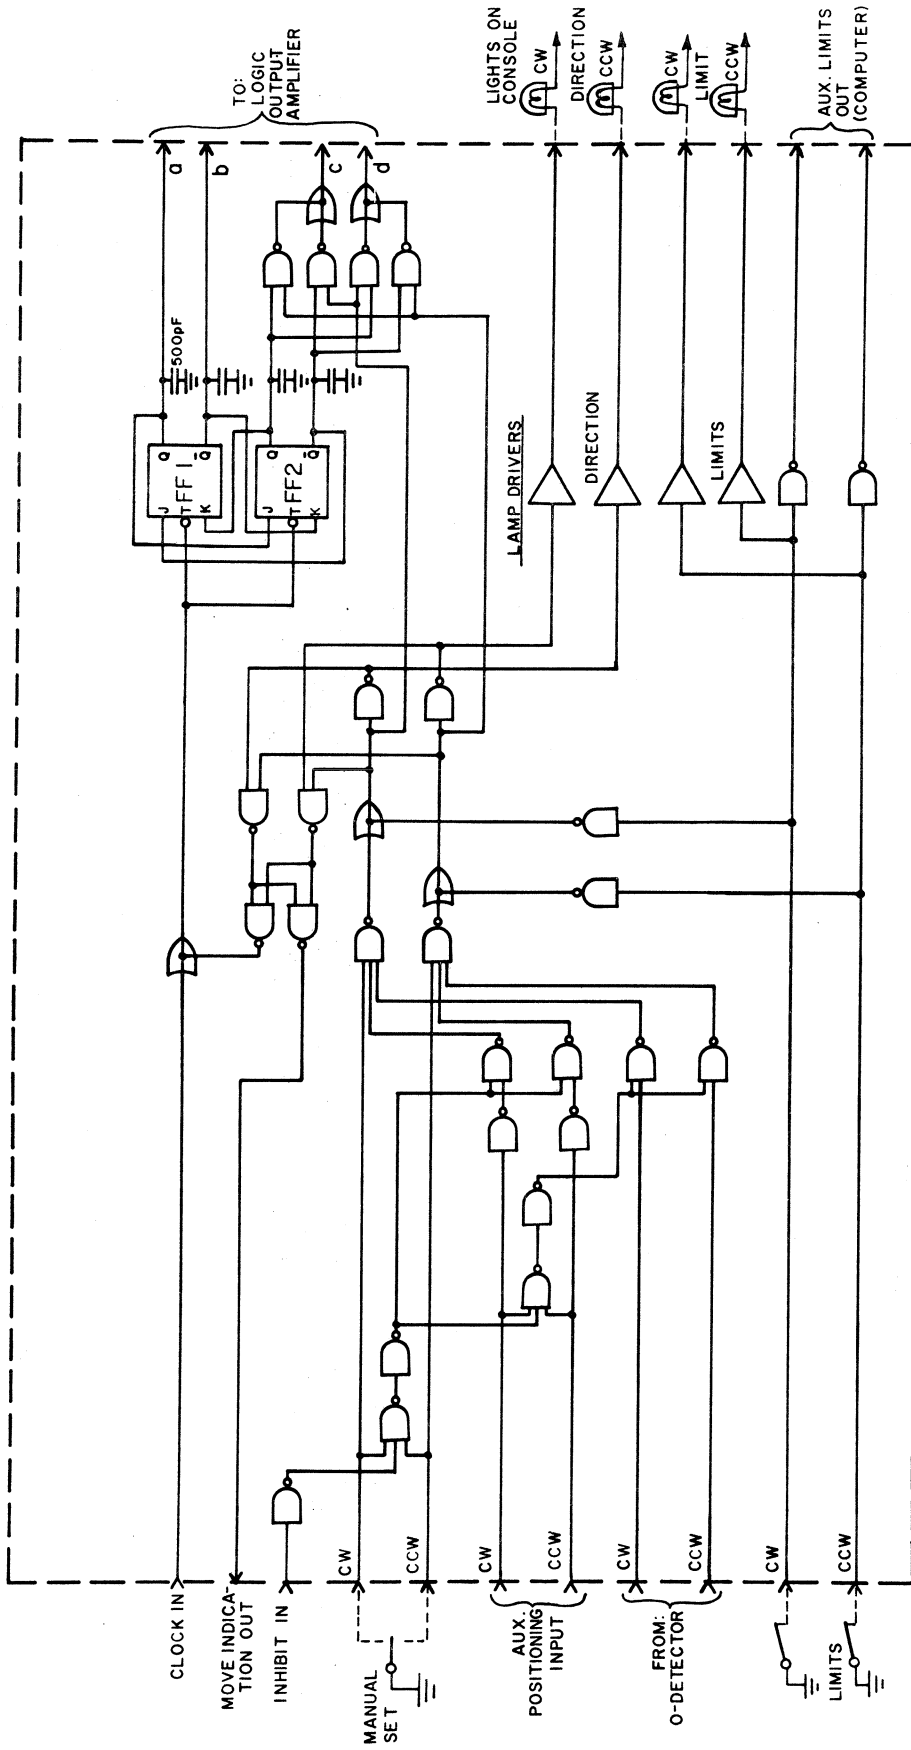 CLOCK IN
MOVE INDICA-
TION OUT
INHIBIT IN
MANUAL
SET
CW
CCW
AUX.
POSITIONING
INPUT
CW
CCW
FROM:
O-DETECTOR
CW
CCW
LIMITS
CW
CCW
J
T
K
FF 1
Q
Q̄
J
T
K
FF2
Q
Q̄
500pF
LAMP DRIVERS
DIRECTION
LIMITS
a
b
c
d
TO:
LOGIC
OUTPUT
AMPLIFIER
LIGHTS ON
CONSOLE
CW
DIRECTION
CCW
CW
LIMIT
CCW
AUX. LIMITS
OUT
(COMPUTER)